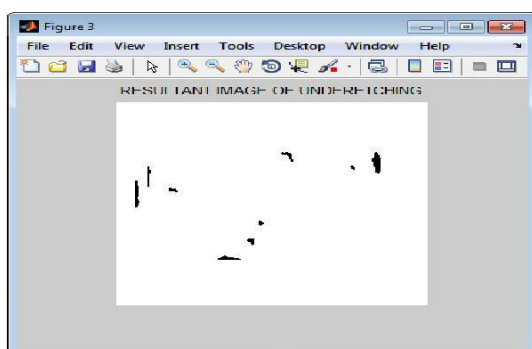 Figure 3
File Edit View Insert Tools Desktop Window Help
RESULTANT IMAGE OF UNDERETCHING